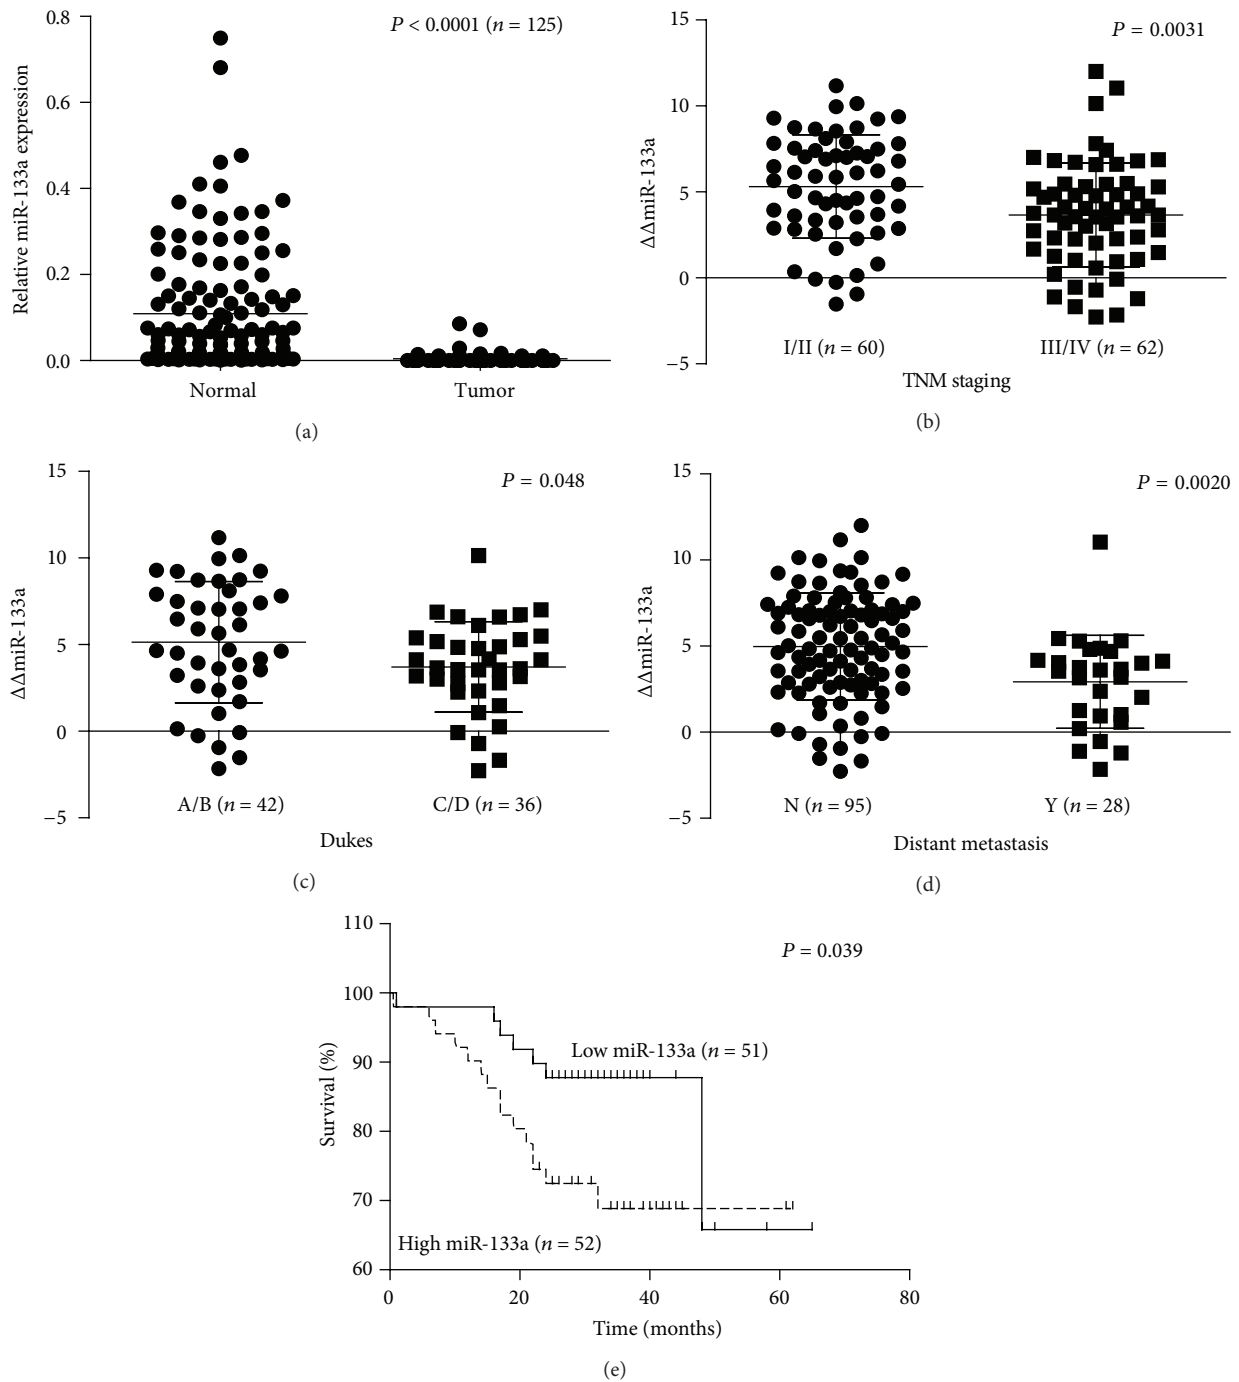 0.8
0.6
0.4
0.2
0.0
Relative miR-133a expression
P < 0.0001 (n = 125)
Normal
Tumor
(a)
15
10
5
0
−5
ΔΔmiR-133a
P = 0.0031
I/II (n = 60)
III/IV (n = 62)
TNM staging
(b)
15
10
5
0
−5
ΔΔmiR-133a
P = 0.048
A/B (n = 42)
C/D (n = 36)
Dukes
(c)
15
10
5
0
−5
ΔΔmiR-133a
P = 0.0020
N (n = 95)
Y (n = 28)
Distant metastasis
(d)
110
100
90
80
70
60
Survival (%)
P = 0.039
Low miR-133a (n = 51)
High miR-133a (n = 52)
0
20
40
60
80
Time (months)
(e)